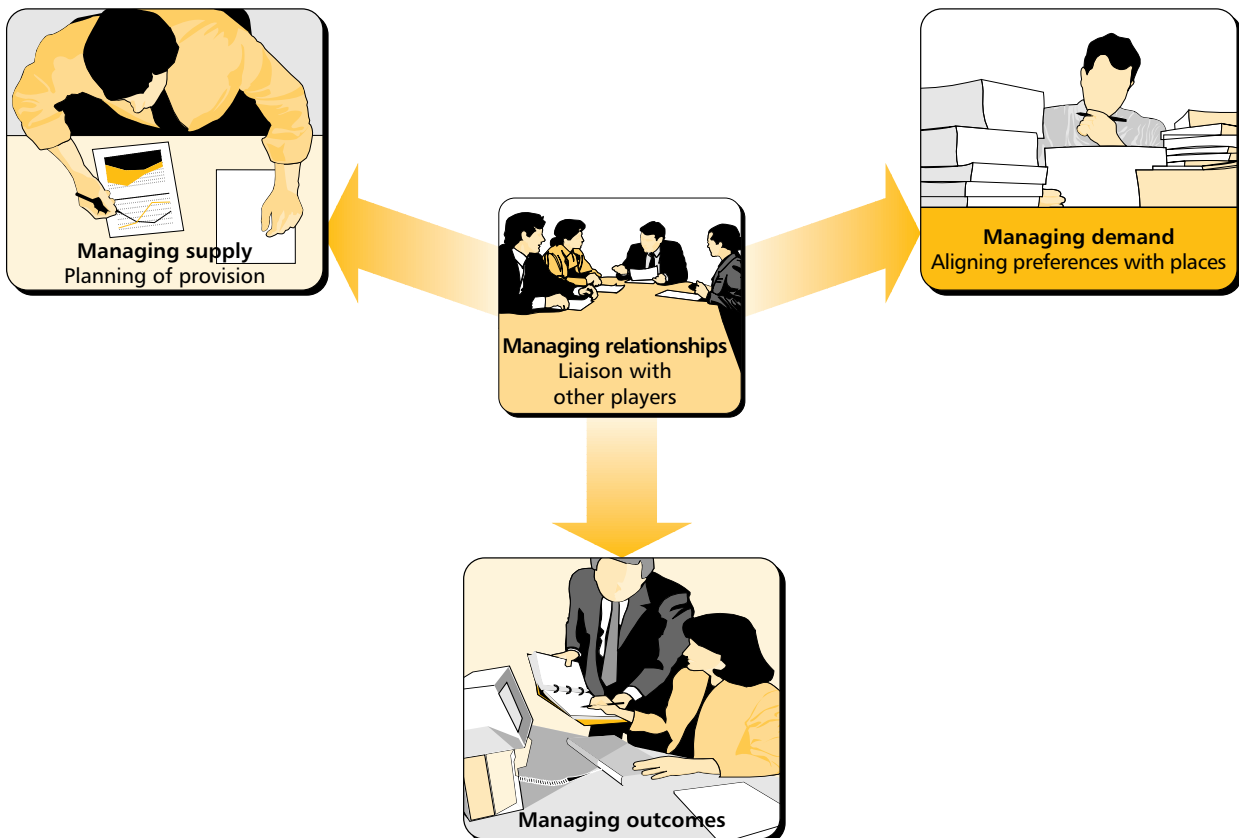 Managing supply
Planning of provision
Managing demand
Aligning preferences with places
Managing relationships
Liaison with
other players
Managing outcomes